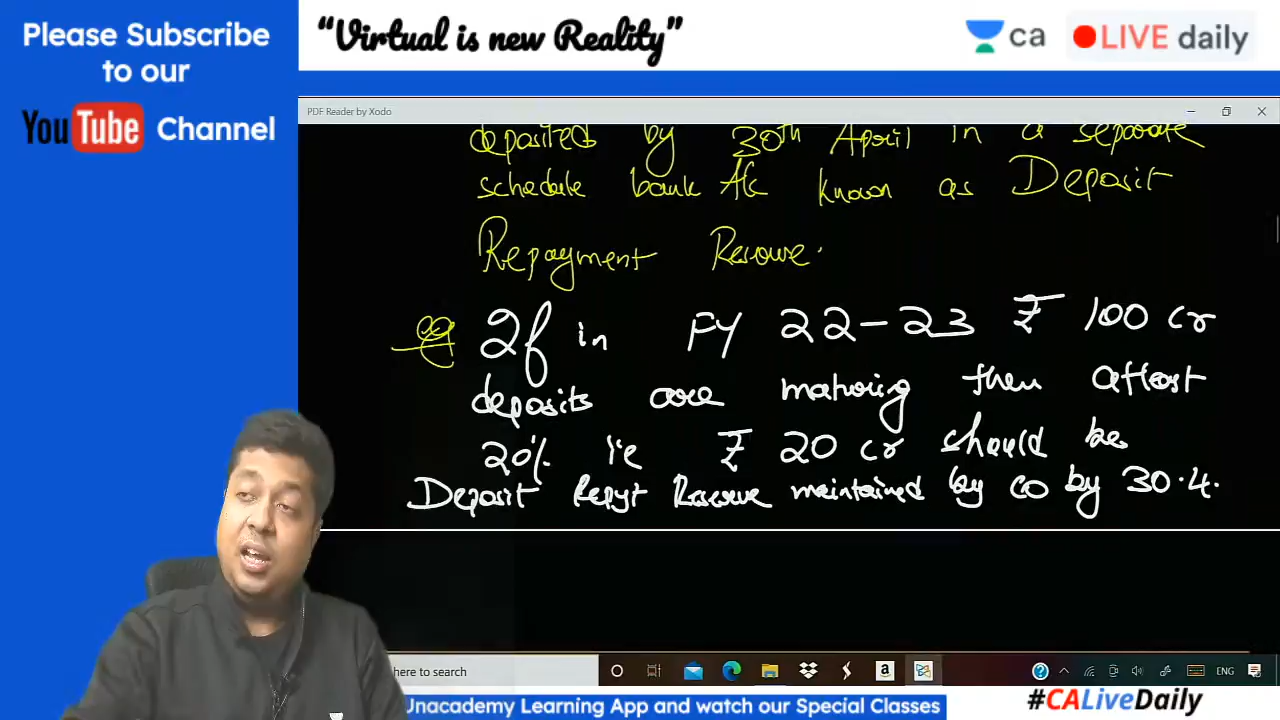 Please Subscribe
to our
YouTube Channel
“Virtual is new Reality”
ca
LIVE daily
PDF Reader by Xodo
deposited by 30th April in a separate
schedule bank A/c known as Deposit
Repayment Reserve.
eg If in FY 22-23 ₹ 100 cr
deposits are maturing then atleast
20% ie ₹ 20 cr should be
Deposit Repyt Reserve maintained by co by 30.4.
here to search
ENG
Unacademy Learning App and watch our Special Classes
#CALiveDaily